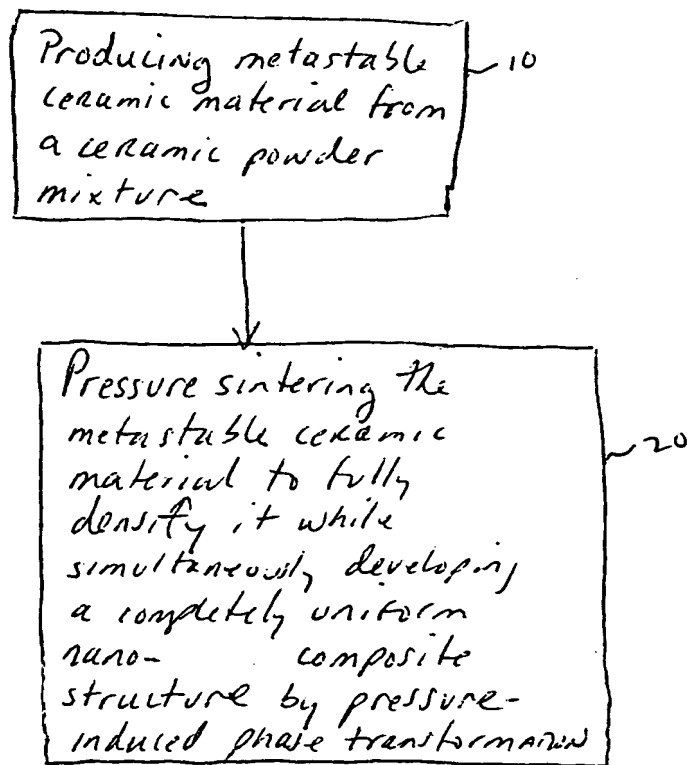 Producing metastable
ceramic material from
a ceramic powder
mixture
10
Pressure sintering the
metastable ceramic
material to fully
densify it while
simultaneously developing
a completely uniform
nano- composite
structure by pressure-
induced phase transformation
20